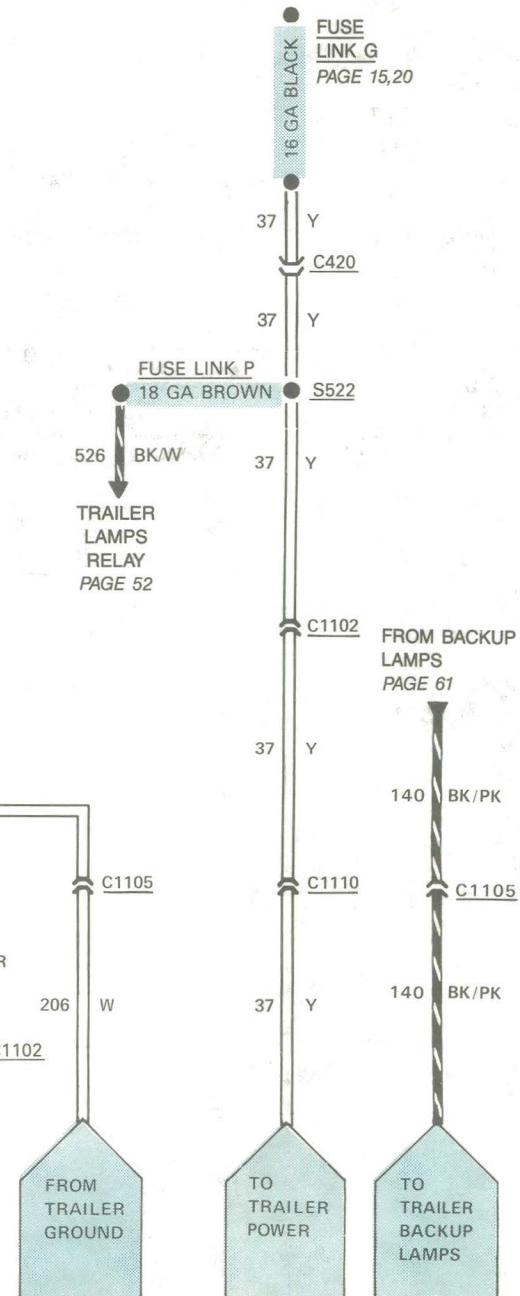 FUSE
LINK G
PAGE 15,20
16 GA BLACK
37 Y
C420
37 Y
FUSE LINK P
18 GA BROWN
S522
526 BK/W
37 Y
TRAILER
LAMPS
RELAY
PAGE 52
C1102
FROM BACKUP
LAMPS
PAGE 61
37 Y
140 BK/PK
C1105
C1110
C1105
R
206 W
37 Y
140 BK/PK
C1102
FROM
TRAILER
GROUND
TO
TRAILER
POWER
TO
TRAILER
BACKUP
LAMPS